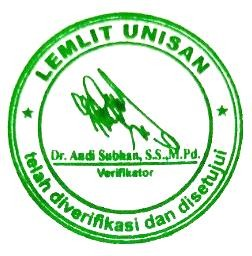 LEMLIT UNISAN
Dr. Andi Subhan, S.S.,M.Pd.
Verifikator
telah diverifikasi dan disetujui